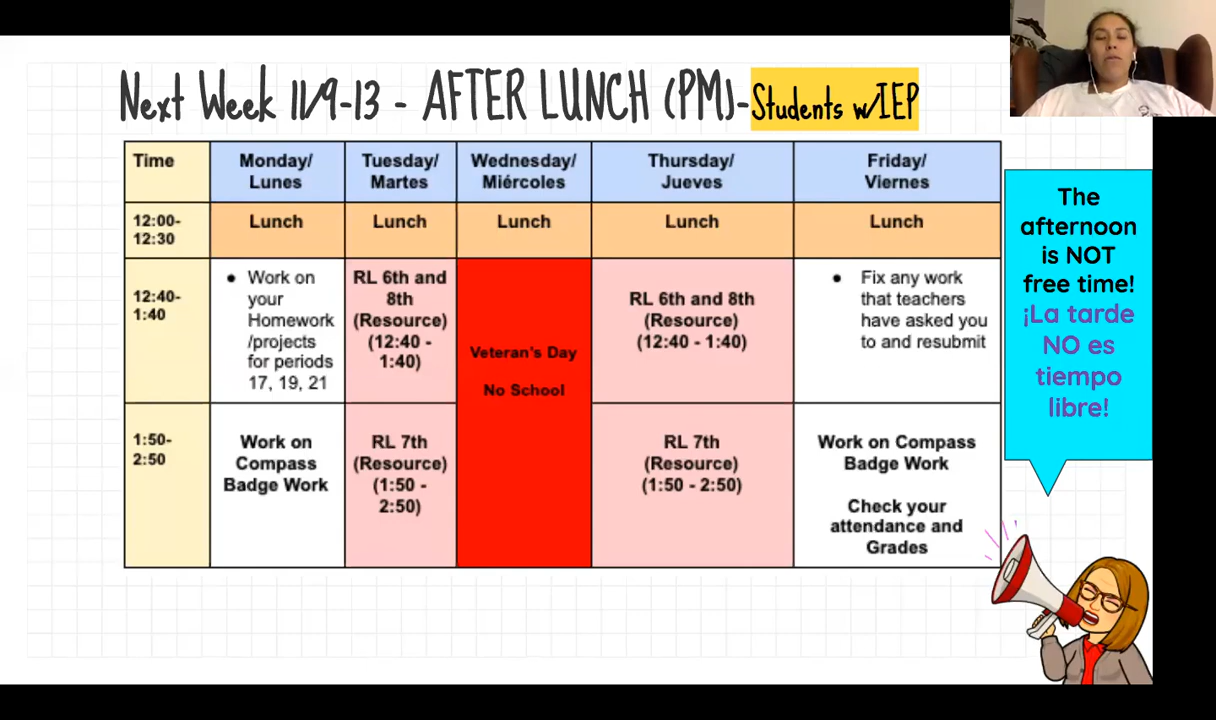 Next Week 11/9-13 - AFTER LUNCH (PM)-Students w/IEP
Time
Monday/
Lunes
Tuesday/
Martes
Wednesday/
Miércoles
Thursday/
Jueves
Friday/
Viernes
12:00-
12:30
Lunch
Lunch
Lunch
Lunch
Lunch
12:40-
1:40
● Work on
your
Homework
/projects
for periods
17, 19, 21
RL 6th and
8th
(Resource)
(12:40 -
1:40)
Veteran's Day
No School
RL 6th and 8th
(Resource)
(12:40 - 1:40)
● Fix any work
that teachers
have asked you
to and resubmit
1:50-
2:50
Work on
Compass
Badge Work
RL 7th
(Resource)
(1:50 -
2:50)
RL 7th
(Resource)
(1:50 - 2:50)
Work on Compass
Badge Work
Check your
attendance and
Grades
The
afternoon
is NOT
free time!
¡La tarde
NO es
tiempo
libre!